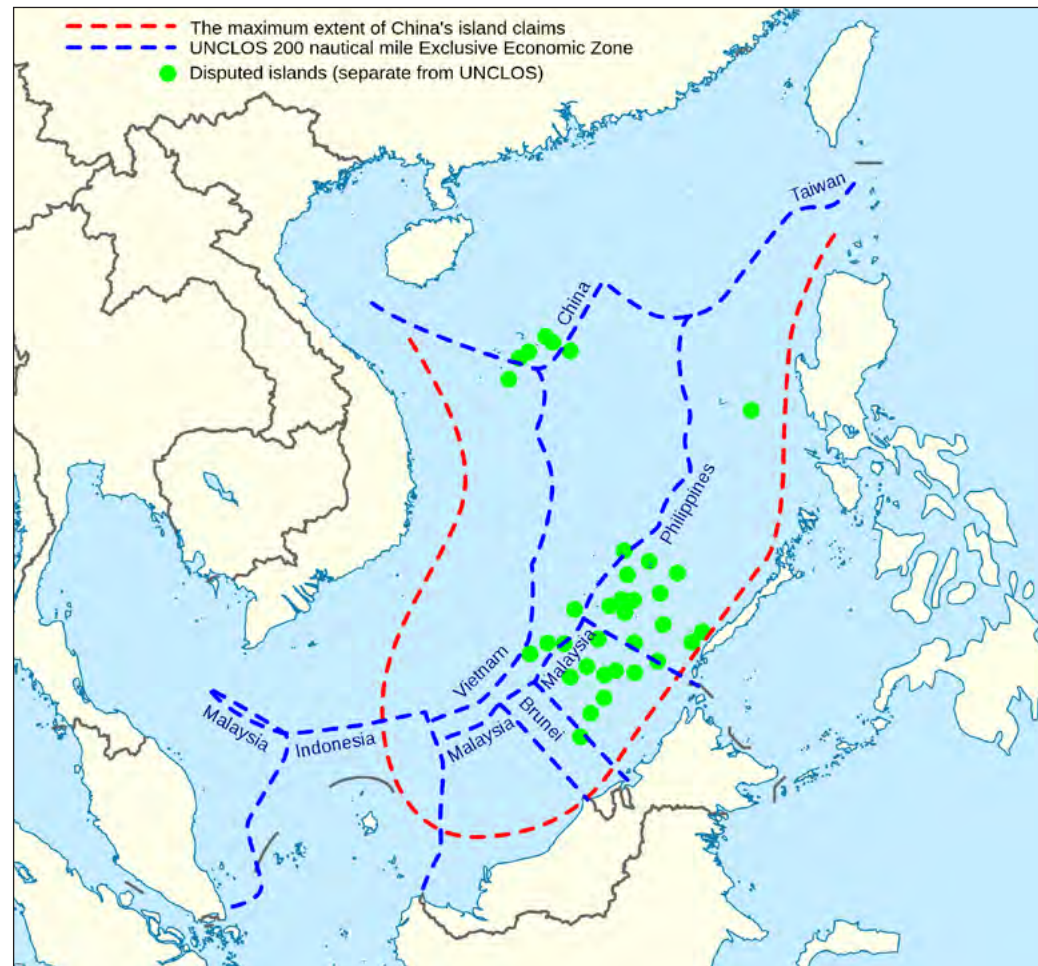 The maximum extent of China's island claims
UNCLOS 200 nautical mile Exclusive Economic Zone
Disputed islands (separate from UNCLOS)
Taiwan
China
Philippines
Malaysia
Vietnam
Brunei
Malaysia
Malaysia
Indonesia